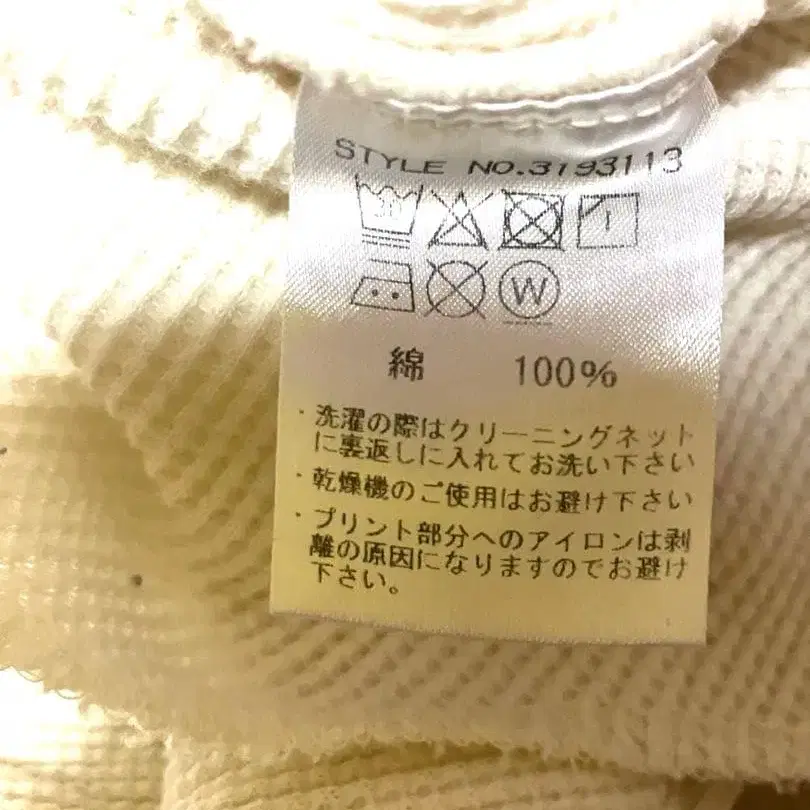 STYLE NO.3193113
30
W
綿 100%
・洗濯の際はクリーニングネット
に裏返しに入れてお洗い下さい
・乾燥機のご使用はお避け下さい
・プリント部分へのアイロンは剥
離の原因になりますのでお避け
下さい。